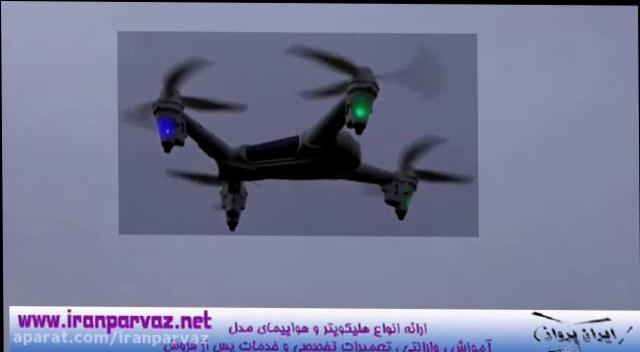 www.iranparvaz.net
ارائه انواع هلیکوپتر و هواپیمای مدل
ایران پرواز
aparat.com/iranparvaz
آموزش، وارانتی، تعمیرات تخصصی و خدمات پس از فروش